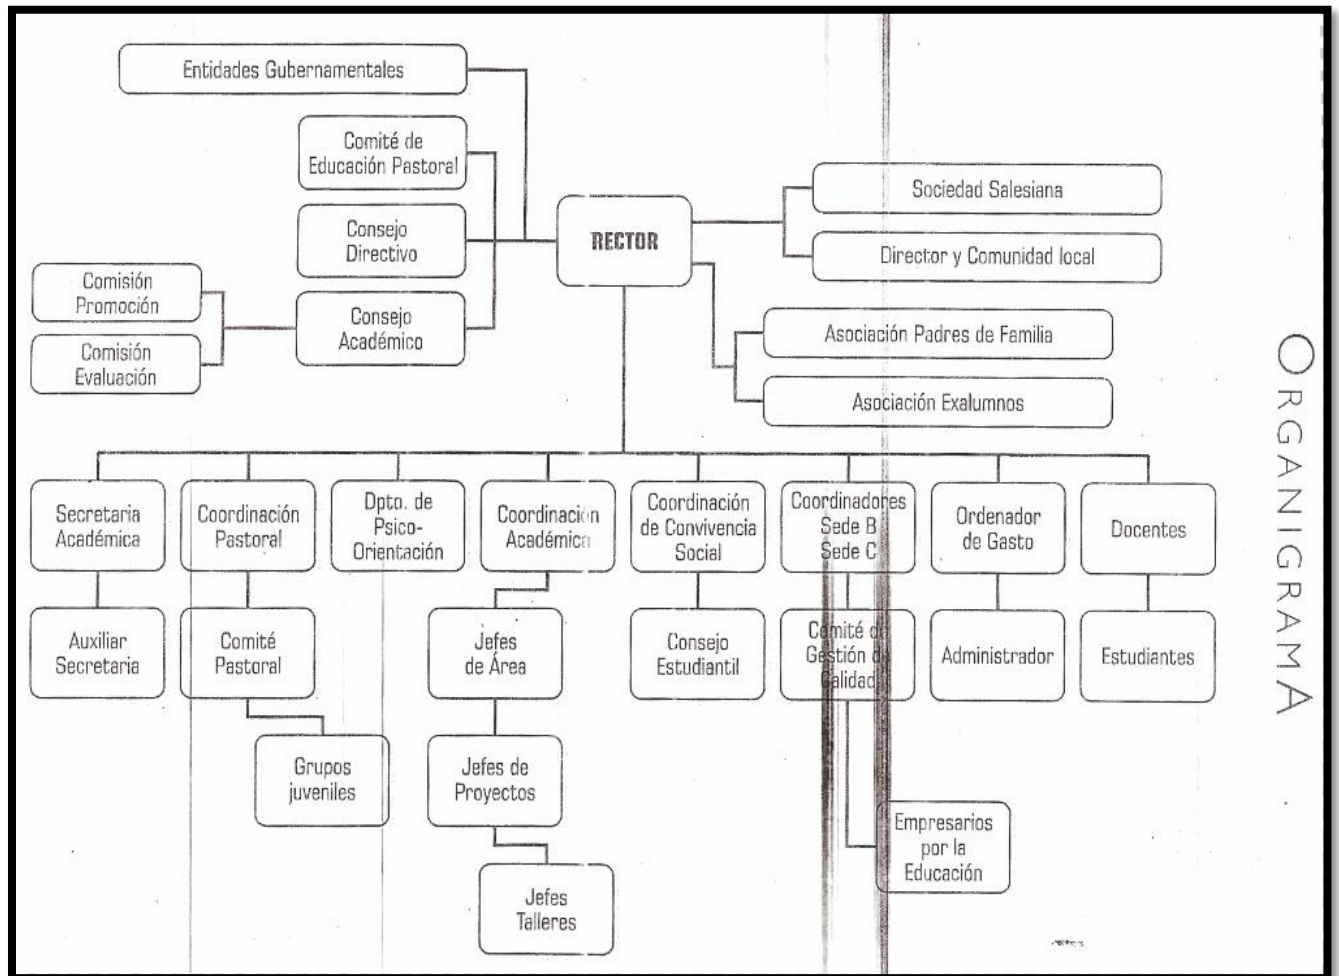 Entidades Gubernamentales
Comité de
Educación Pastoral
Consejo
Directivo
Consejo
Académico
Comisión
Promoción
Comisión
Evaluación
RECTOR
Sociedad Salesiana
Director y Comunidad local
Asociación Padres de Familia
Asociación Exalumnos
ORGANIGRAMA
Secretaria
Académica
Coordinación
Pastoral
Dpto. de
Psico-
Orientación
Coordinación
Académica
Coordinación
de Convivencia
Social
Coordinadores
Sede B
Sede C
Ordenador
de Gasto
Docentes
Auxiliar
Secretaria
Comité
Pastoral
Jefes
de Área
Consejo
Estudiantil
Comité de
Gestión de
Calidad
Administrador
Estudiantes
Grupos
juveniles
Jefes de
Proyectos
Jefes
Talleres
Empresarios
por la
Educación